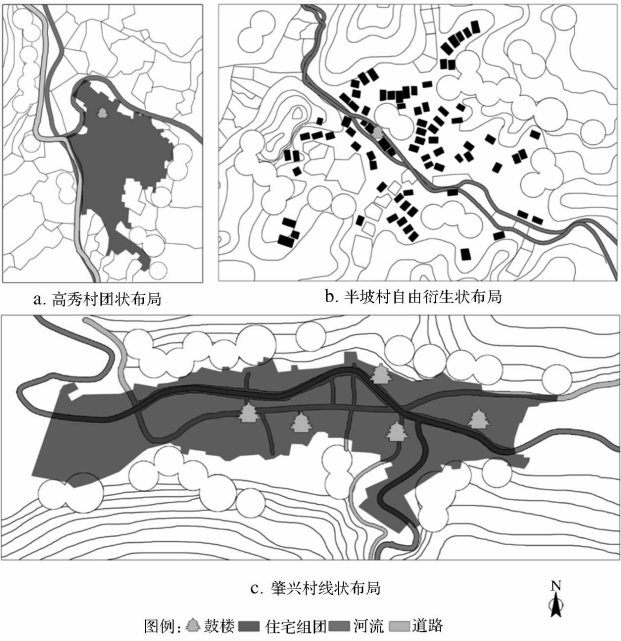 a. 高秀村团状布局
b. 半坡村自由衍生状布局
c. 肇兴村线状布局
N
图例: 鼓楼 住宅组团 河流 道路